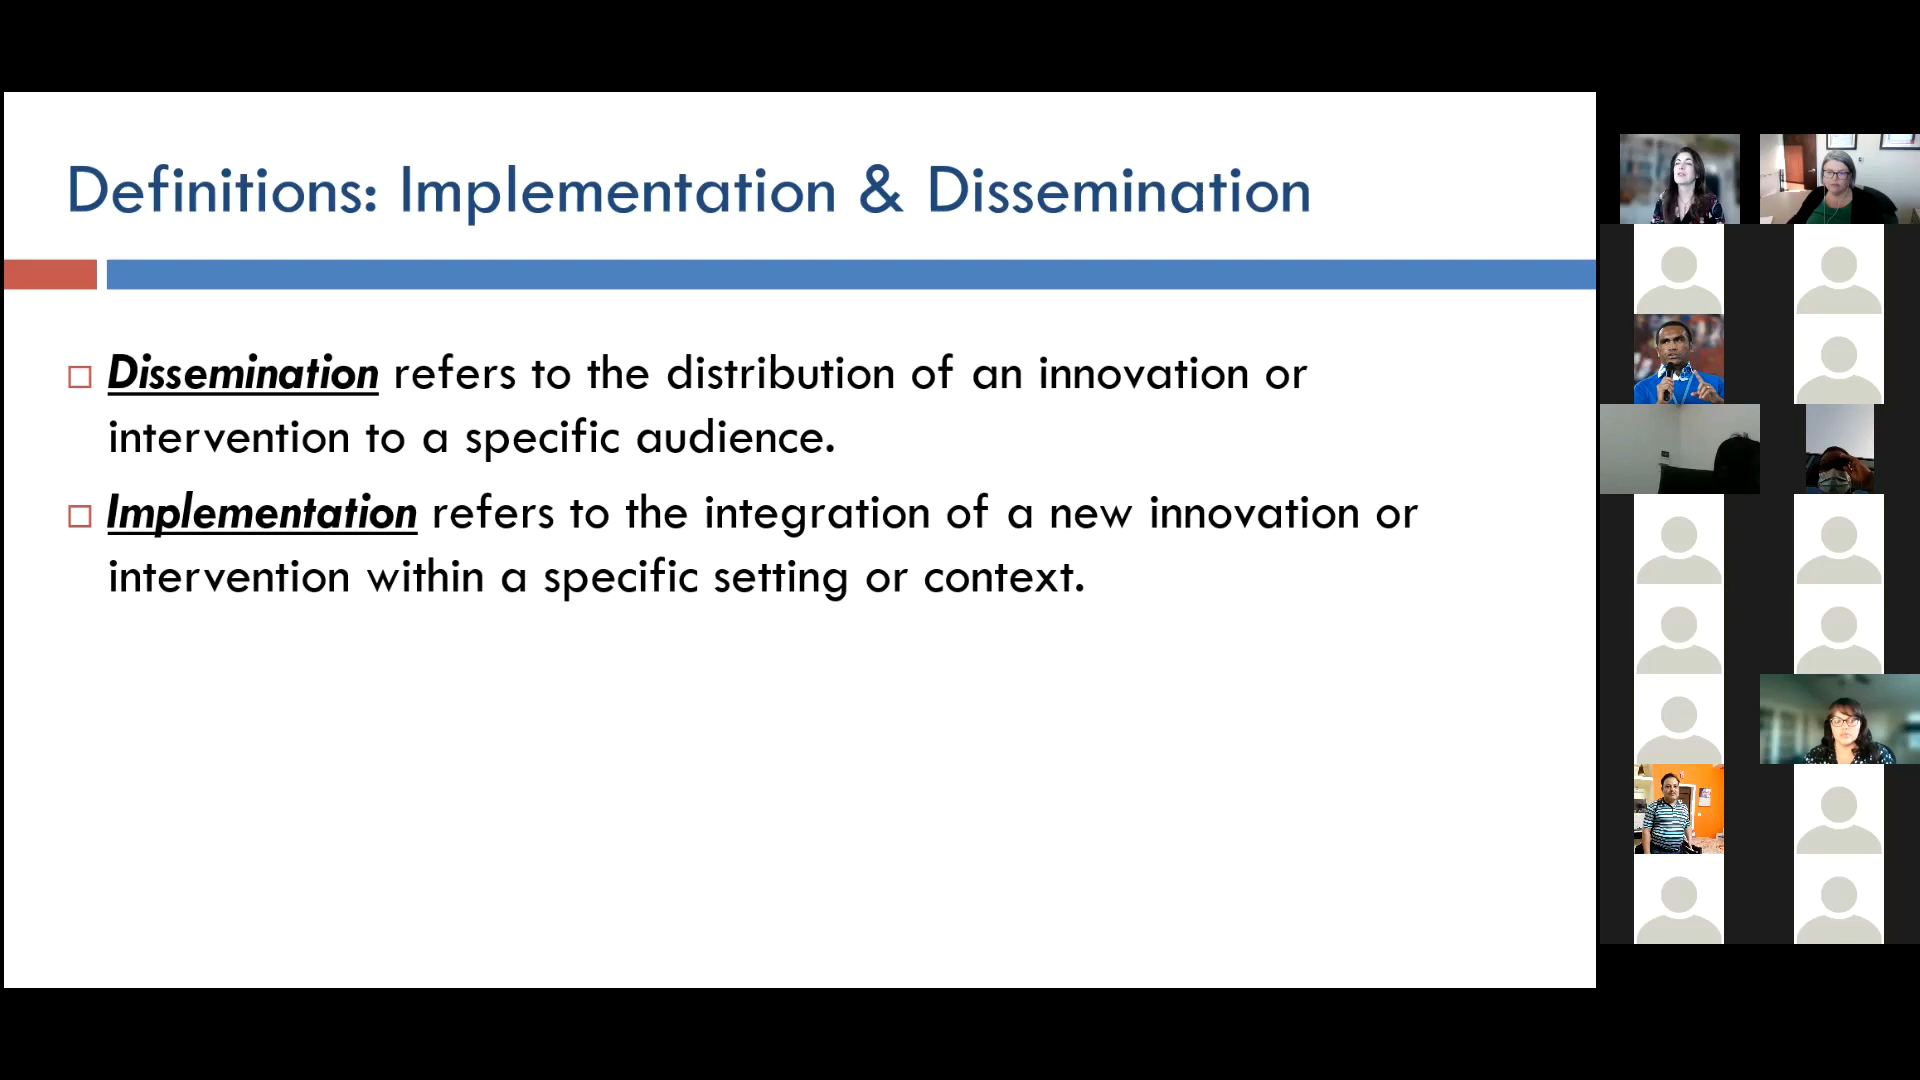 Definitions: Implementation & Dissemination
Dissemination refers to the distribution of an innovation or
intervention to a specific audience.
Implementation refers to the integration of a new innovation or
intervention within a specific setting or context.